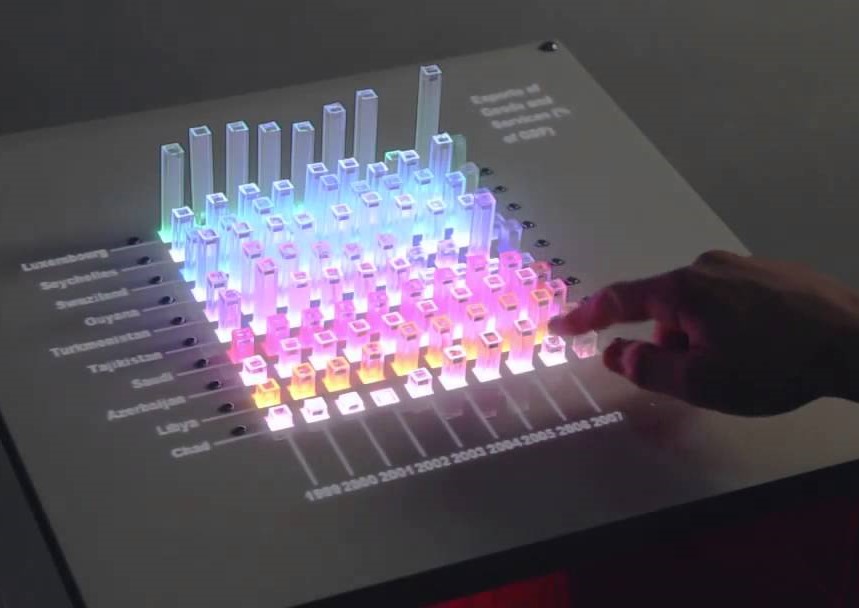 Exports of
Goods and
Services (%
of GDP)
Luxembourg
Seychelles
Swaziland
Guyana
Turkmenistan
Tajikistan
Saudi
Azerbaijan
Libya
Chad
1999 2000 2001 2002 2003 2004 2005 2006 2007